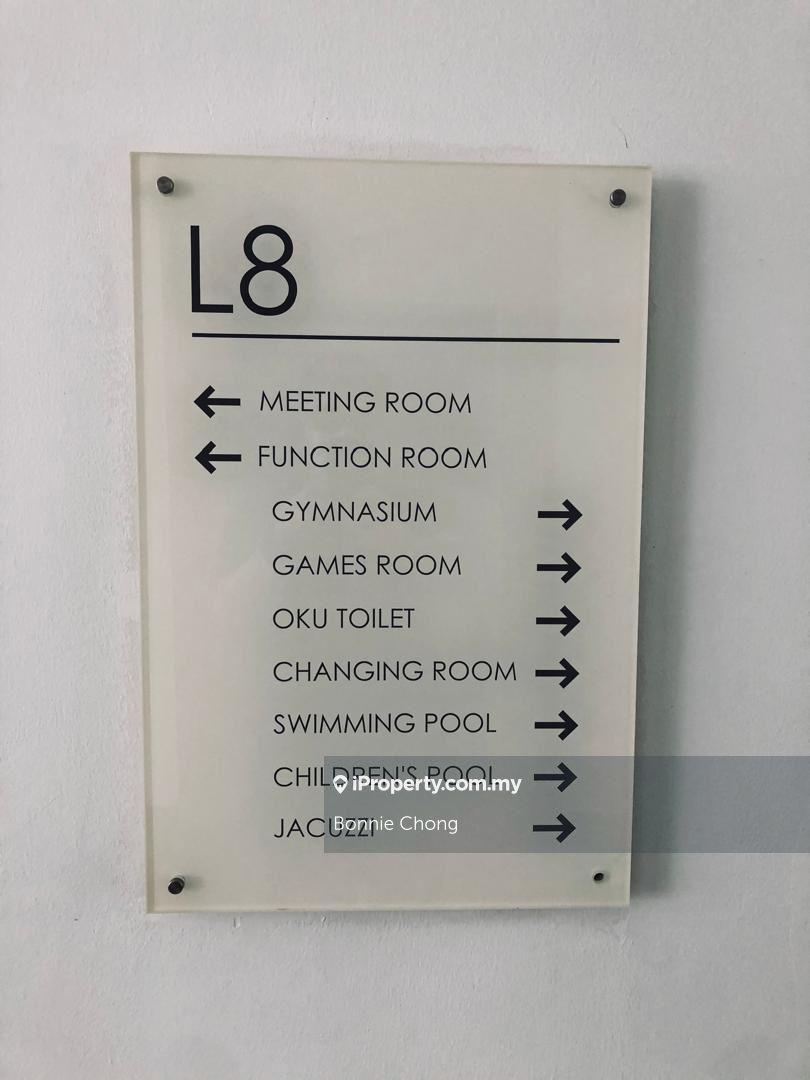 L8
← MEETING ROOM
← FUNCTION ROOM
GYMNASIUM →
GAMES ROOM →
OKU TOILET →
CHANGING ROOM →
SWIMMING POOL →
CHILDREN'S POOL →
iProperty.com.my
JACUZZI →
Bonnie Chong